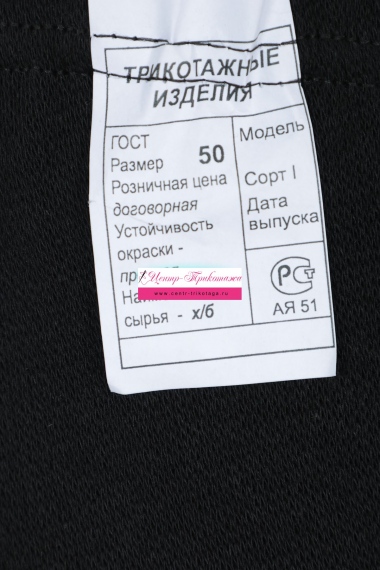 ТРИКОТАЖНЫЕ
ИЗДЕЛИЯ
ГОСТ
Размер 50
Розничная цена
договорная
Устойчивость
окраски -
сырья - х/б
Модель
Сорт I
Дата
выпуска
РСТ
АЯ 51
Центр Трикотажа
www.centr-trikotage.ru